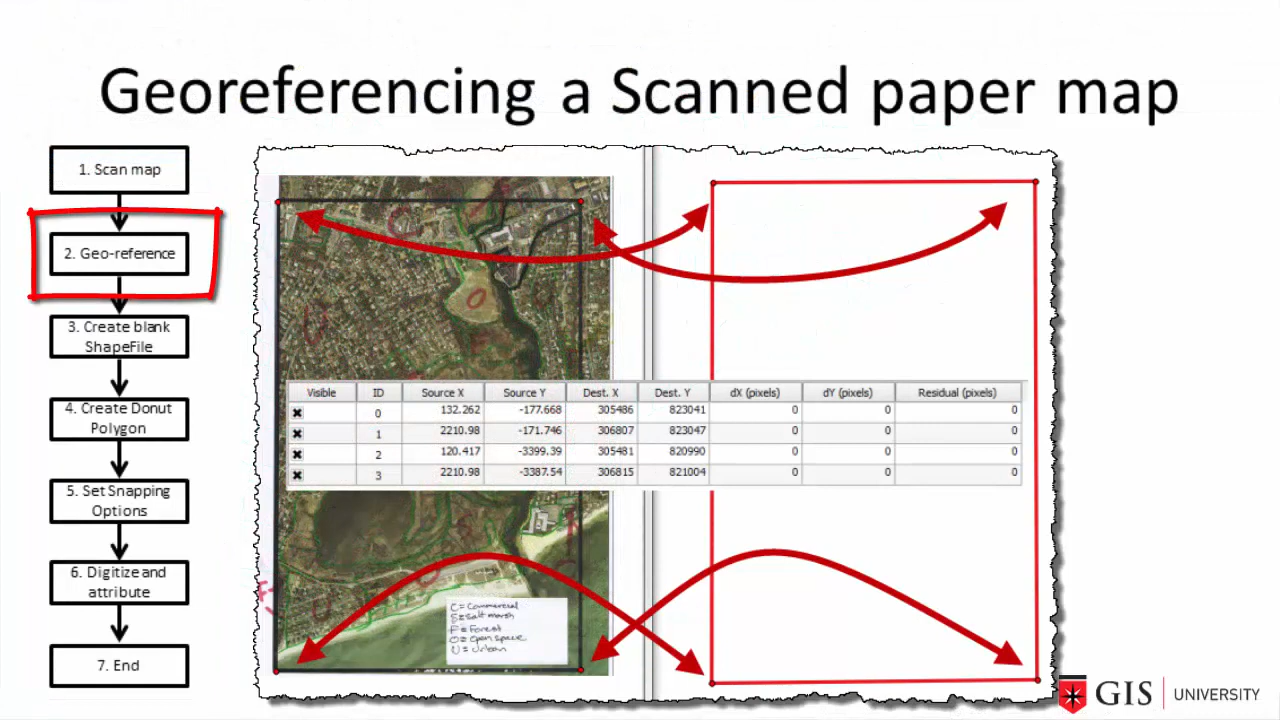 Georeferencing a Scanned paper map
1. Scan map
2. Geo-reference
3. Create blank
ShapeFile
4. Create Donut
Polygon
5. Set Snapping
Options
6. Digitize and
attribute
7. End
Visible ID Source X Source Y Dest. X Dest. Y dX (pixels) dY (pixels) Residual (pixels)
0 132.262 -177.668 305486 823041 0 0 0
1 2210.98 -171.746 306807 823047 0 0 0
2 120.417 -3399.39 305481 820990 0 0 0
3 2210.98 -3387.54 306815 821004 0 0 0
C = Commercial
S = Salt marsh
F = Forest
O = Open space
U = Urban
GIS UNIVERSITY